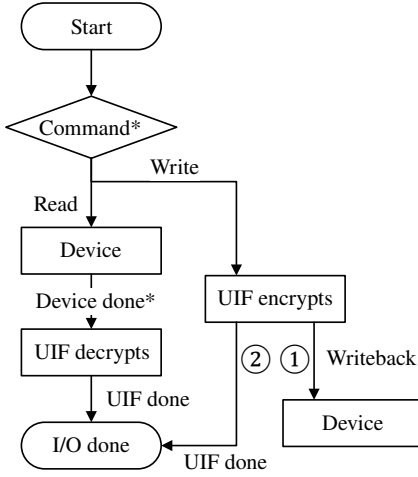 Start
Command*
Write
Read
Device
Device done*
UIF encrypts
UIF decrypts
② ① Writeback
UIF done
Device
I/O done
UIF done